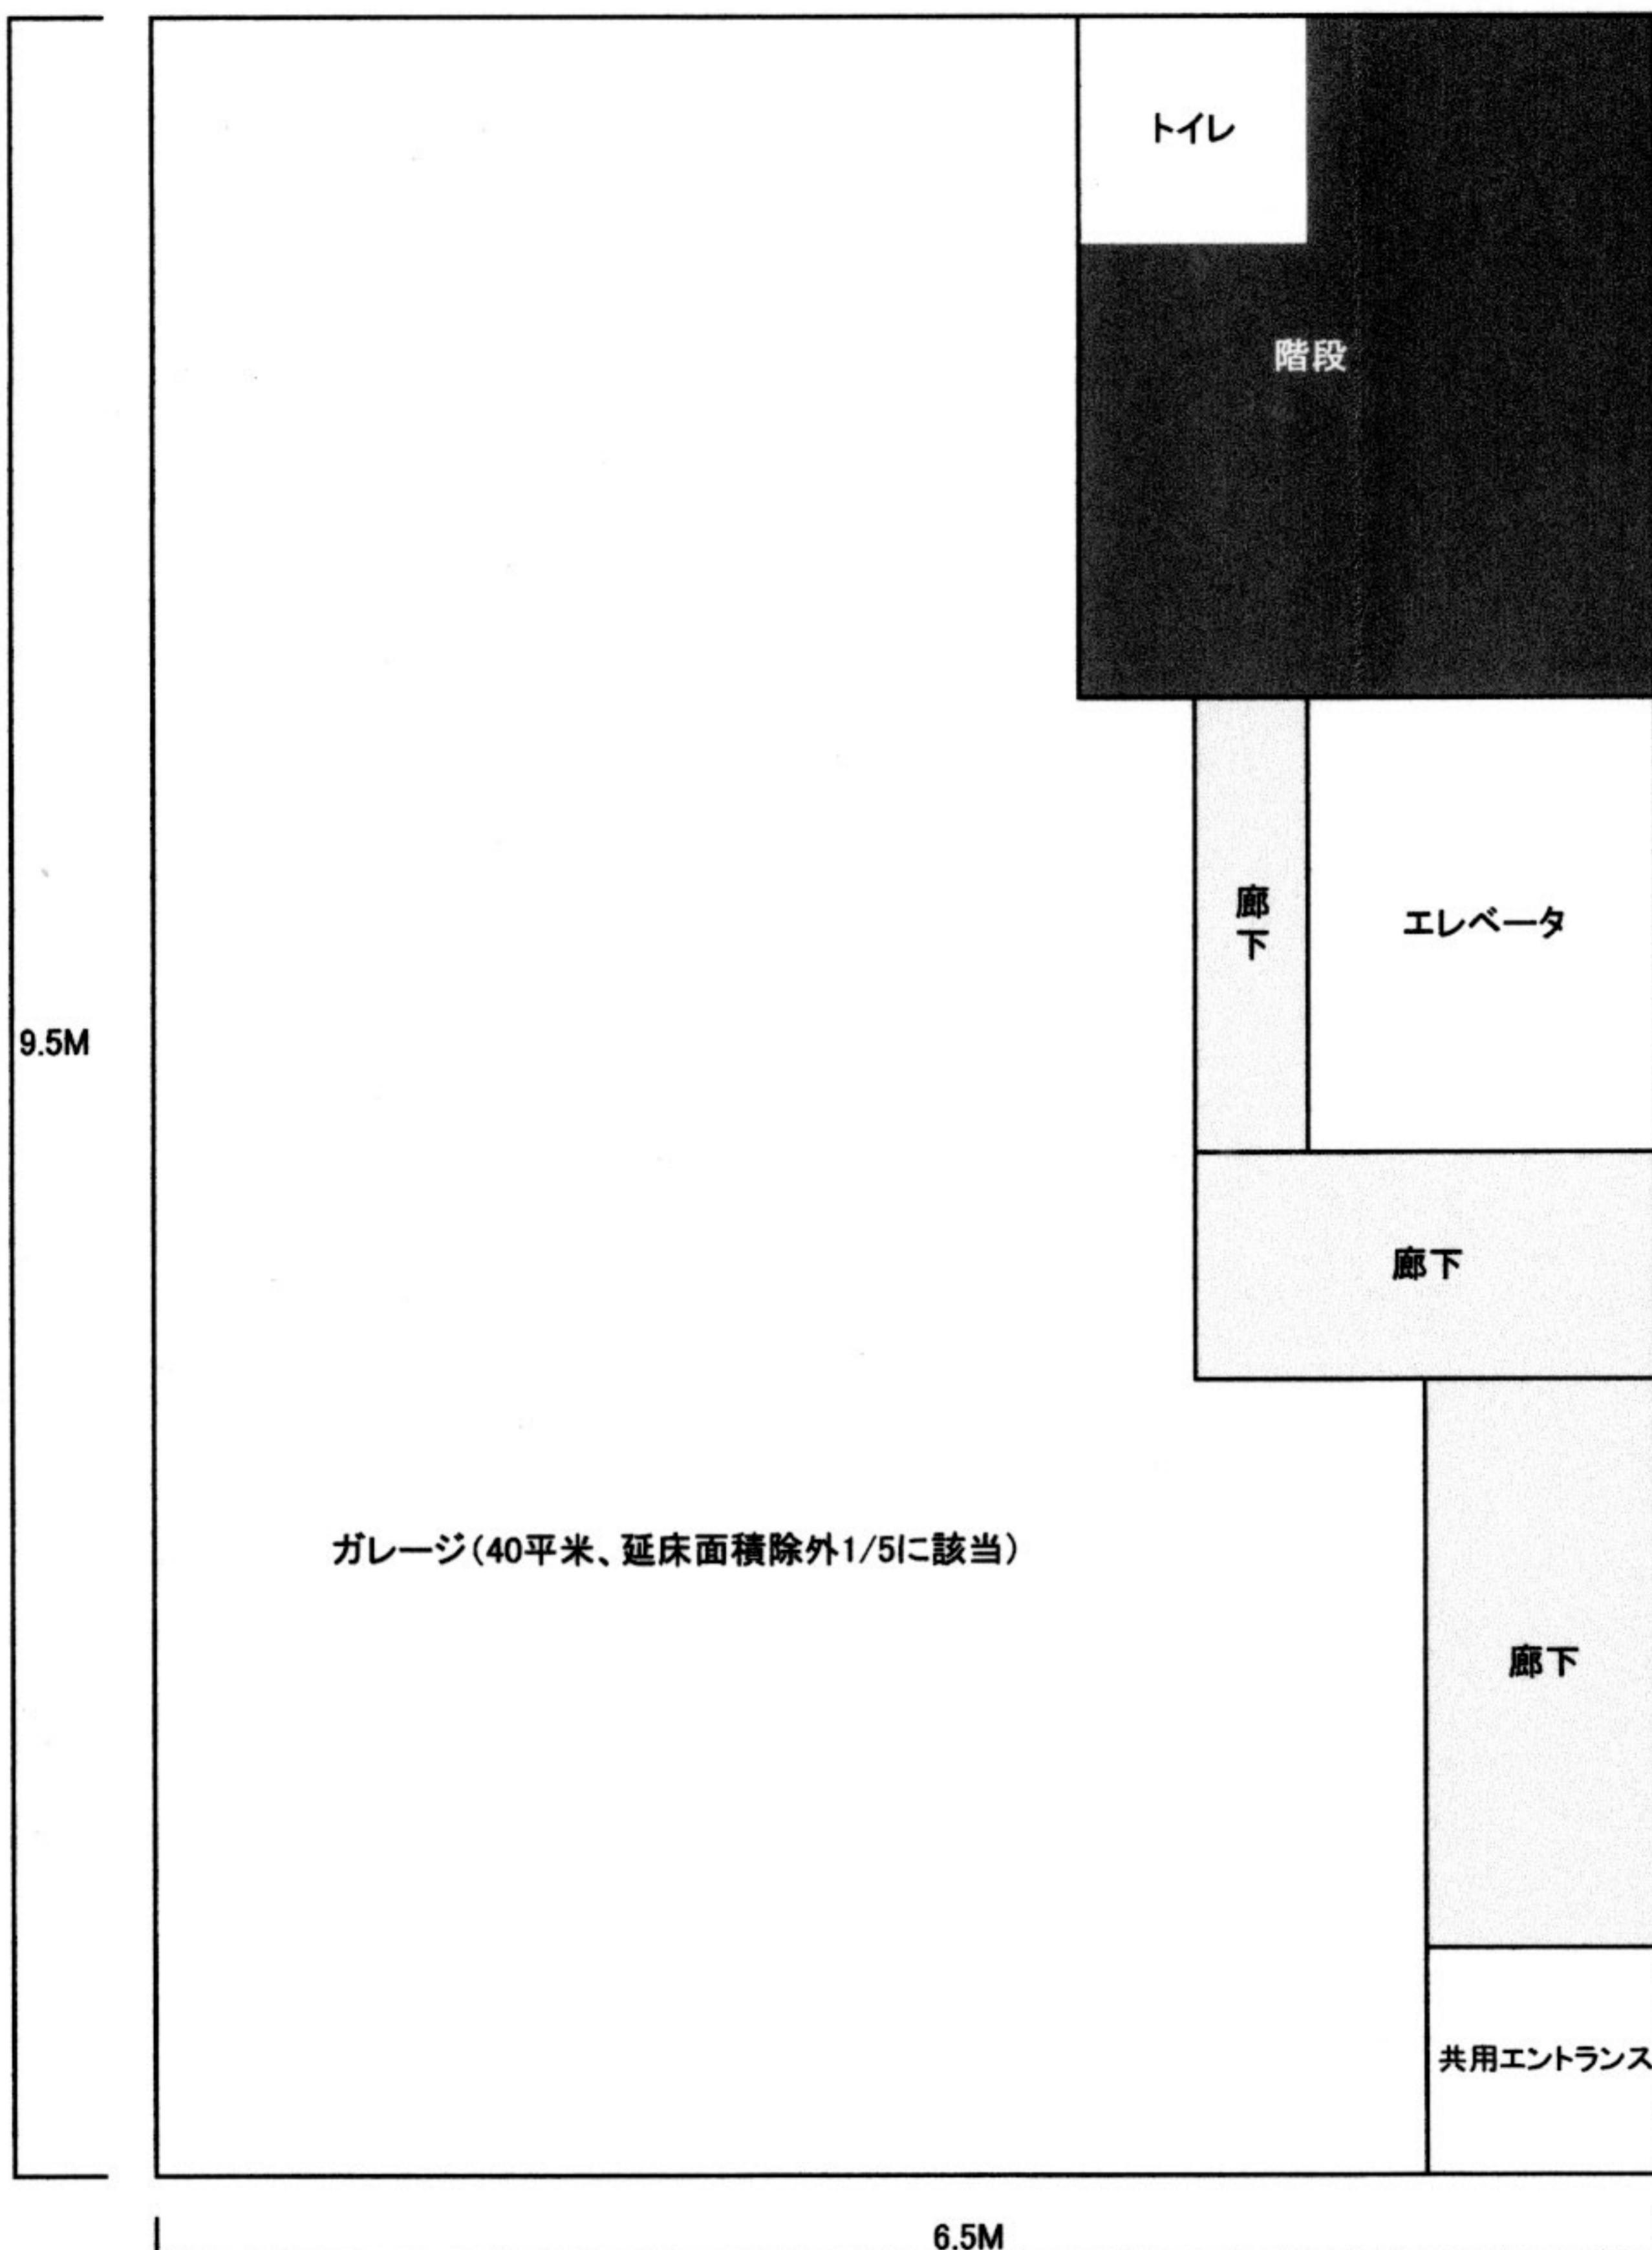 トイレ
階段
廊下
エレベータ
9.5M
廊下
ガレージ(40平米、延床面積除外1/5に該当)
廊下
共用エントランス
6.5M